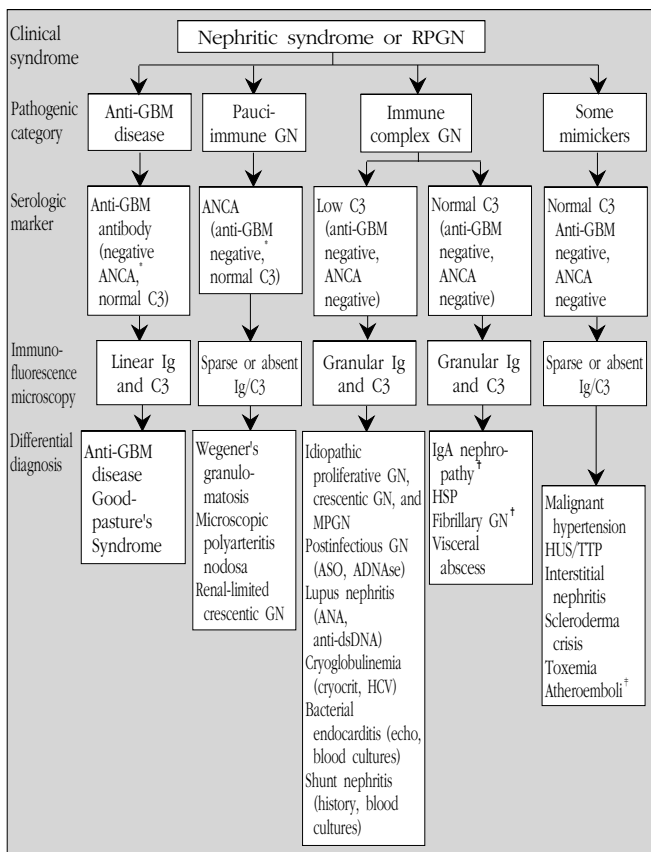 Clinical
syndrome
Nephritic syndrome or RPGN
Pathogenic
category
Anti-GBM
disease
Pauci-
immune GN
Immune
complex GN
Some
mimickers
Serologic
marker
Anti-GBM
antibody
(negative
ANCA,*
normal C3)
ANCA
(anti-GBM
negative,*
normal C3)
Low C3
(anti-GBM
negative,
ANCA
negative)
Normal C3
(anti-GBM
negative,
ANCA
negative)
Normal C3
Anti-GBM
negative,
ANCA
negative
Immuno-
fluorescence
microscopy
Linear Ig
and C3
Sparse or absent
Ig/C3
Granular Ig
and C3
Granular Ig
and C3
Sparse or absent
Ig/C3
Differential
diagnosis
Anti-GBM
disease
Good-
pasture's
Syndrome
Wegener's
granulo-
matosis
Microscopic
polyarteritis
nodosa
Renal-limited
crescentic GN
Idiopathic
proliferative GN,
crescentic GN, and
MPGN
Postinfectious GN
(ASO, ADNAse)
Lupus nephritis
(ANA,
anti-dsDNA)
Cryoglobulinemia
(cryocrit, HCV)
Bacterial
endocarditis (echo,
blood cultures)
Shunt nephritis
(history, blood
cultures)
IgA nephro-
pathy†
HSP
Fibrillary GN†
Visceral
abscess
Malignant
hypertension
HUS/TTP
Interstitial
nephritis
Scleroderma
crisis
Toxemia
Atheroemboli‡